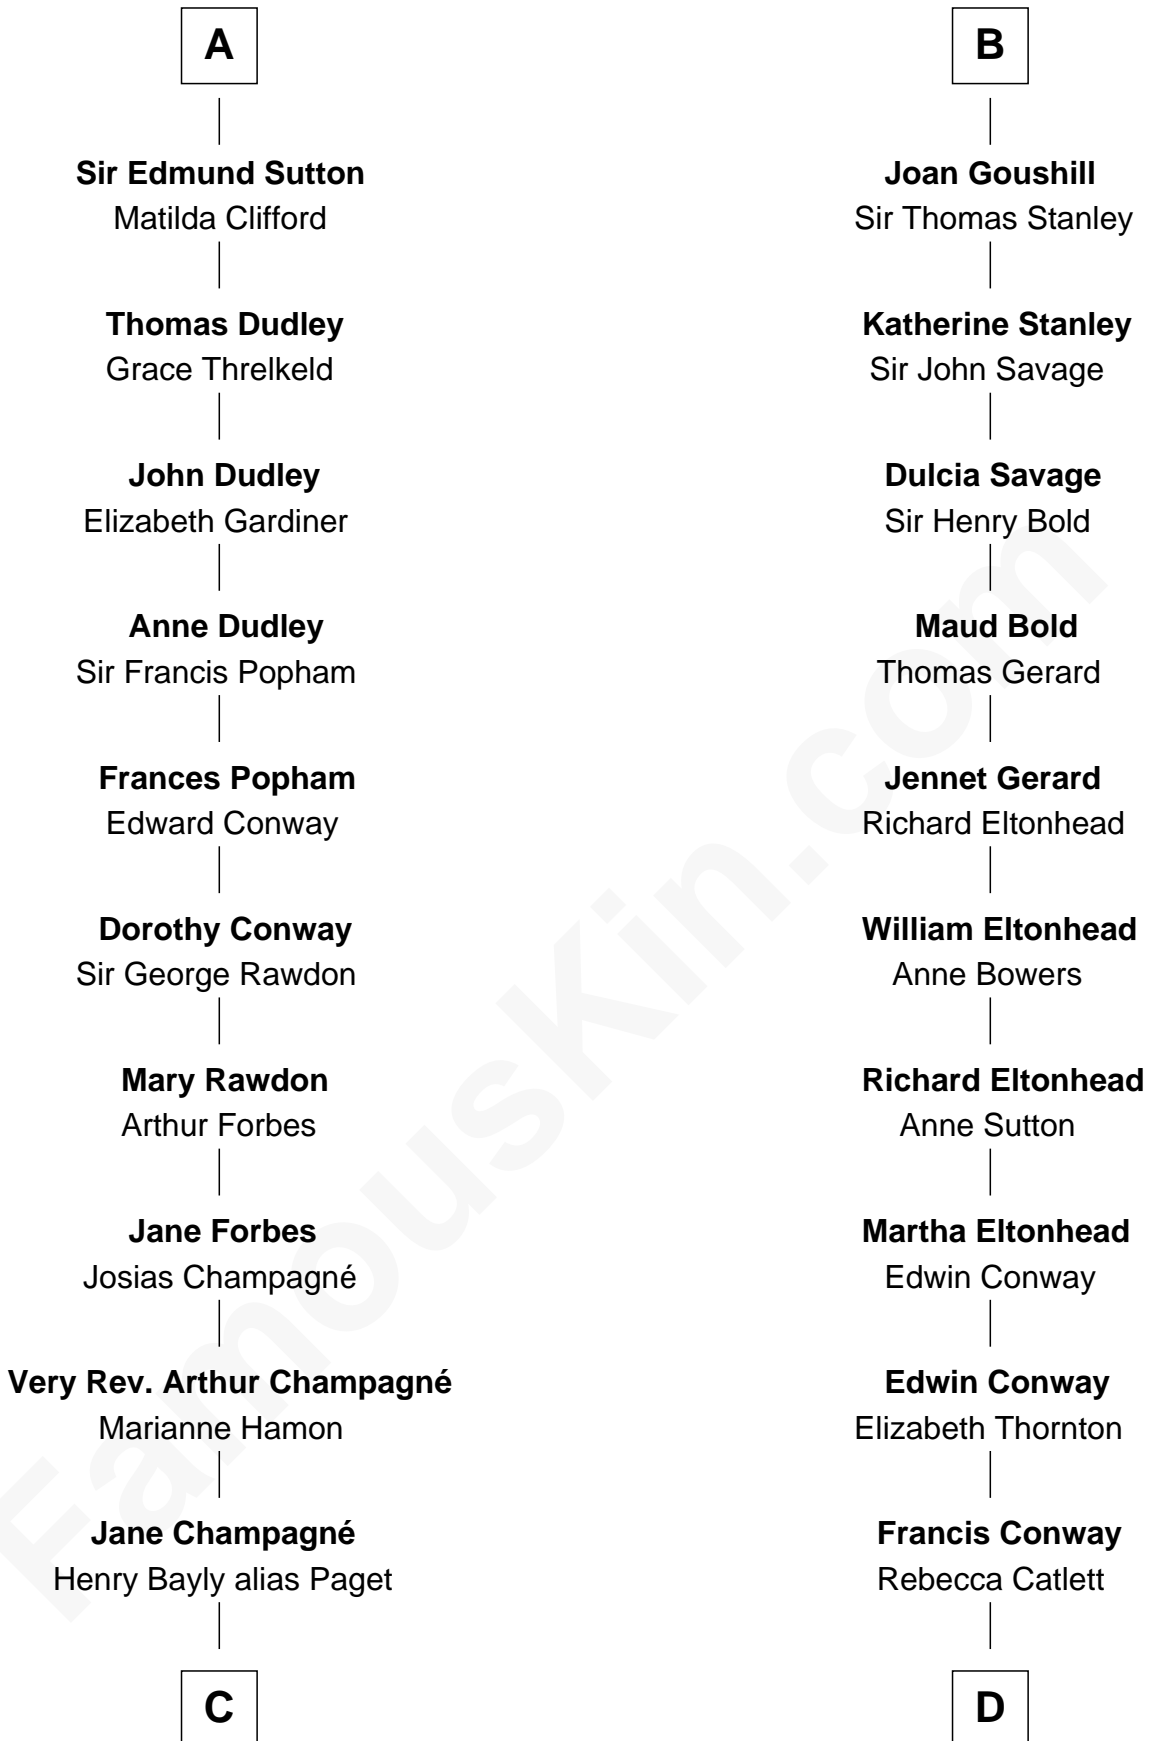 A
Sir Edmund Sutton
Matilda Clifford
Thomas Dudley
Grace Threlkeld
John Dudley
Elizabeth Gardiner
Anne Dudley
Sir Francis Popham
Frances Popham
Edward Conway
Dorothy Conway
Sir George Rawdon
Mary Rawdon
Arthur Forbes
Jane Forbes
Josias Champagné
Very Rev. Arthur Champagné
Marianne Hamon
Jane Champagné
Henry Bayly alias Paget
C
B
Joan Goushill
Sir Thomas Stanley
Katherine Stanley
Sir John Savage
Dulcia Savage
Sir Henry Bold
Maud Bold
Thomas Gerard
Jennet Gerard
Richard Eltonhead
William Eltonhead
Anne Bowers
Richard Eltonhead
Anne Sutton
Martha Eltonhead
Edwin Conway
Edwin Conway
Elizabeth Thornton
Francis Conway
Rebecca Catlett
D
FamousKin.com